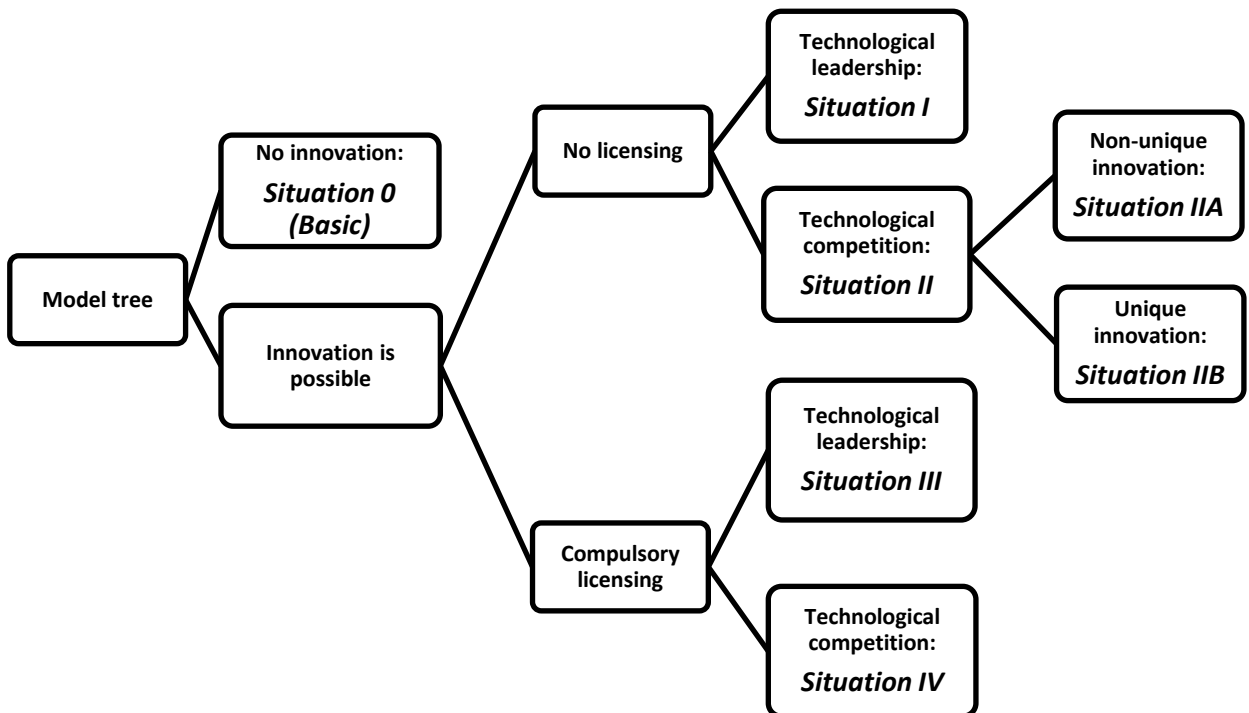 Model tree
No innovation:
Situation 0
(Basic)
Innovation is
possible
No licensing
Compulsory
licensing
Technological
leadership:
Situation I
Technological
competition:
Situation II
Technological
leadership:
Situation III
Technological
competition:
Situation IV
Non-unique
innovation:
Situation IIA
Unique
innovation:
Situation IIB